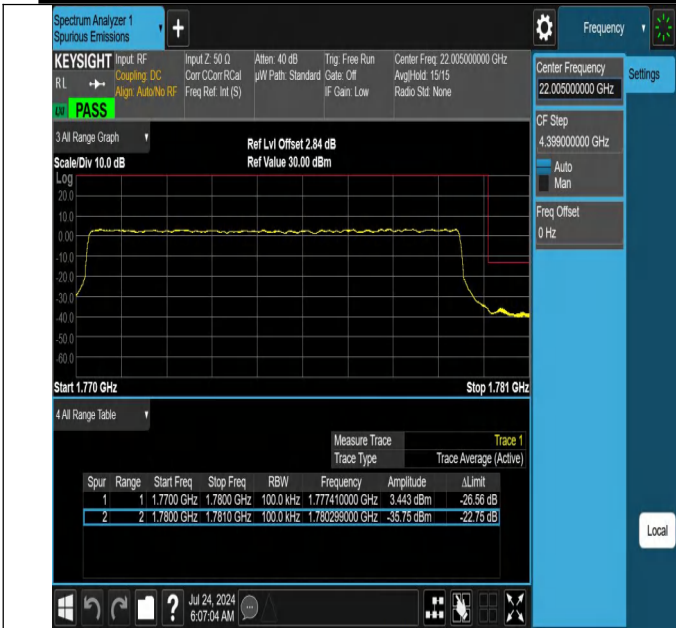 Spectrum Analyzer 1
Spurious Emissions
Frequency
KEYSIGHT
RL
PASS
Input: RF
Coupling: DC
Align: Auto/No RF
Input Z: 50 Ω
Corr CCorr RCal
Freq Ref: Int (S)
Atten: 40 dB
µW Path: Standard
Trig: Free Run
Gate: Off
IF Gain: Low
Center Freq: 22.005000000 GHz
Avg|Hold: 15/15
Radio Std: None
Center Frequency
22.005000000 GHz
Settings
CF Step
4.399000000 GHz
Auto
Man
Freq Offset
0 Hz
3 All Range Graph
Scale/Div 10.0 dB
Ref Lvl Offset 2.84 dB
Ref Value 30.00 dBm
Log
20.0
10.0
0.00
-10.0
-20.0
-30.0
-40.0
-50.0
-60.0
Start 1.770 GHz
Stop 1.781 GHz
4 All Range Table
Measure Trace Trace 1
Trace Type Trace Average (Active)
Spur Range Start Freq Stop Freq RBW Frequency Amplitude ΔLimit
1 1 1.7700 GHz 1.7800 GHz 100.0 kHz 1.777410000 GHz 3.443 dBm -26.56 dB
2 2 1.7800 GHz 1.7810 GHz 100.0 kHz 1.780299000 GHz -35.75 dBm -22.75 dB
Local
?
Jul 24, 2024
6:07:04 AM